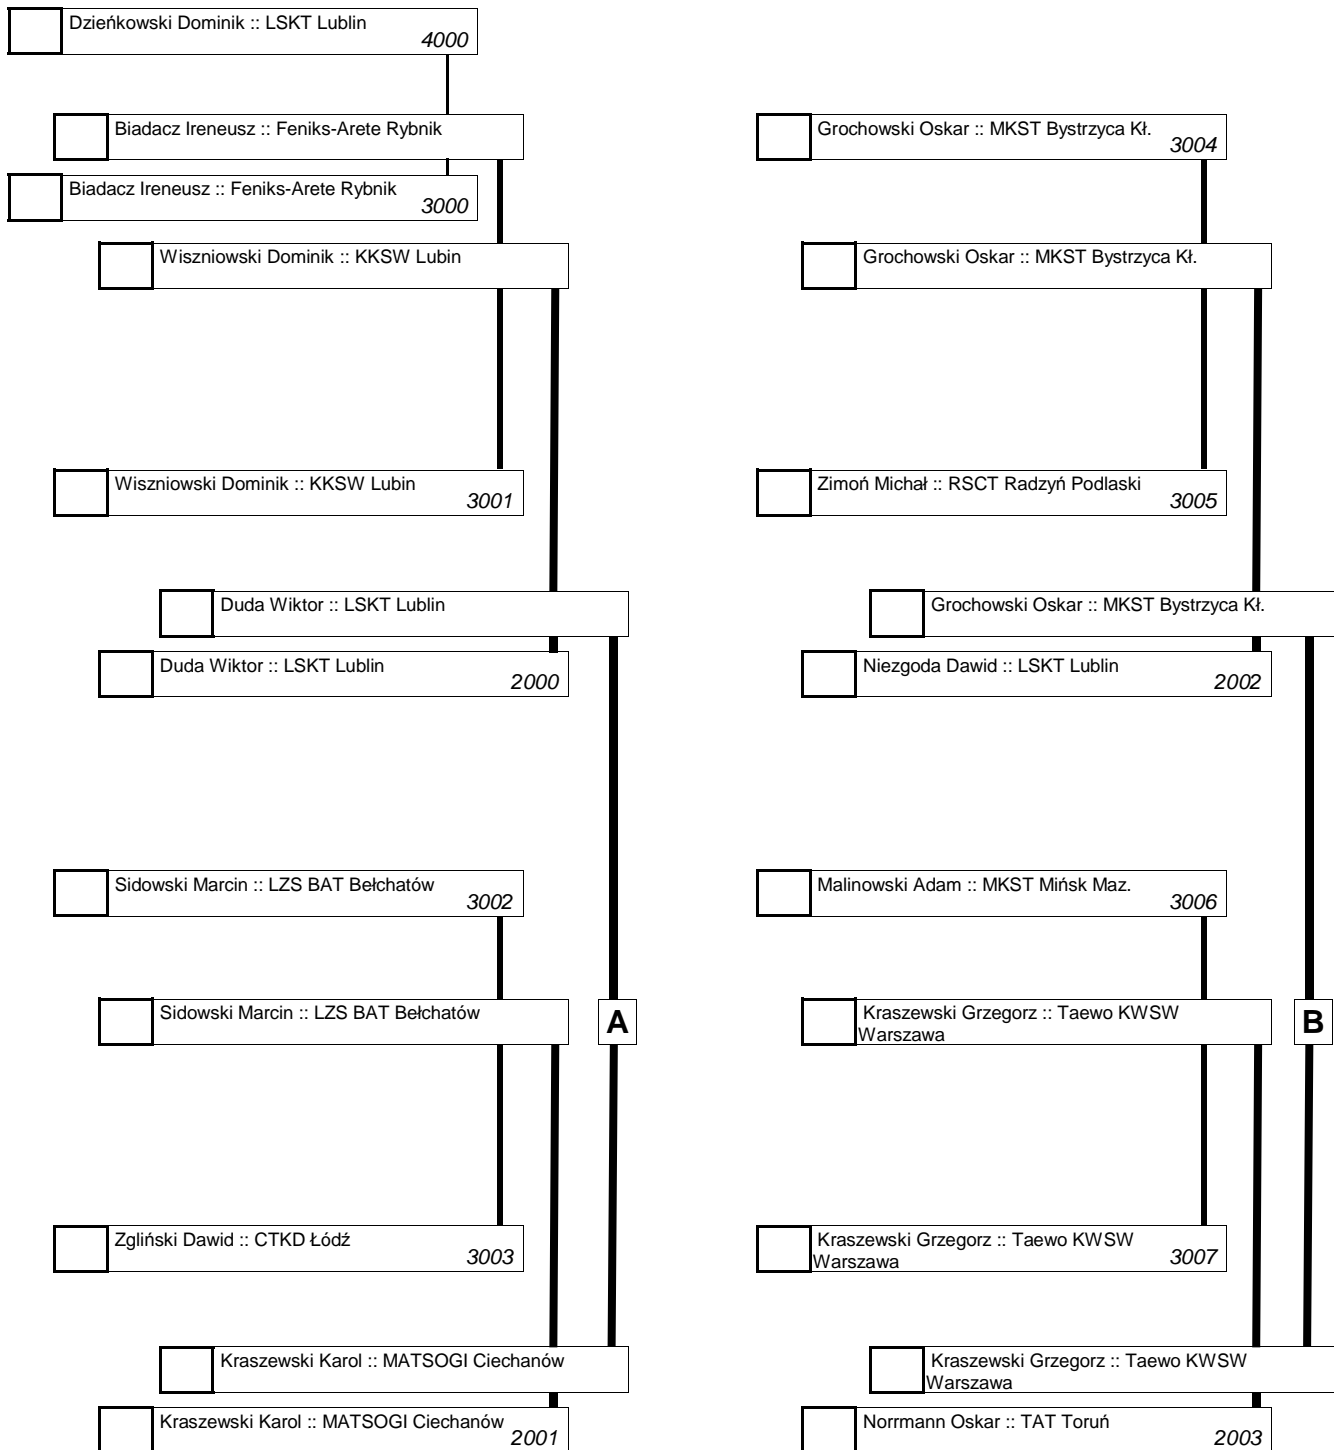 Dzieńkowski Dominik :: LSKT Lublin
4000
Biadacz Ireneusz :: Feniks-Arete Rybnik
Biadacz Ireneusz :: Feniks-Arete Rybnik
3000
Wiszniowski Dominik :: KKSW Lubin
Wiszniowski Dominik :: KKSW Lubin
3001
Duda Wiktor :: LSKT Lublin
Duda Wiktor :: LSKT Lublin
2000
Sidowski Marcin :: LZS BAT Bełchatów
3002
Sidowski Marcin :: LZS BAT Bełchatów
A
Zgliński Dawid :: CTKD Łódź
3003
Kraszewski Karol :: MATSOGI Ciechanów
Kraszewski Karol :: MATSOGI Ciechanów
2001
Grochowski Oskar :: MKST Bystrzyca Kł.
3004
Grochowski Oskar :: MKST Bystrzyca Kł.
Zimoń Michał :: RSCT Radzyń Podlaski
3005
Grochowski Oskar :: MKST Bystrzyca Kł.
Niezgoda Dawid :: LSKT Lublin
2002
Malinowski Adam :: MKST Mińsk Maz.
3006
Kraszewski Grzegorz :: Taewo KWSW
Warszawa
B
Kraszewski Grzegorz :: Taewo KWSW
Warszawa
3007
Kraszewski Grzegorz :: Taewo KWSW
Warszawa
Norrmann Oskar :: TAT Toruń
2003